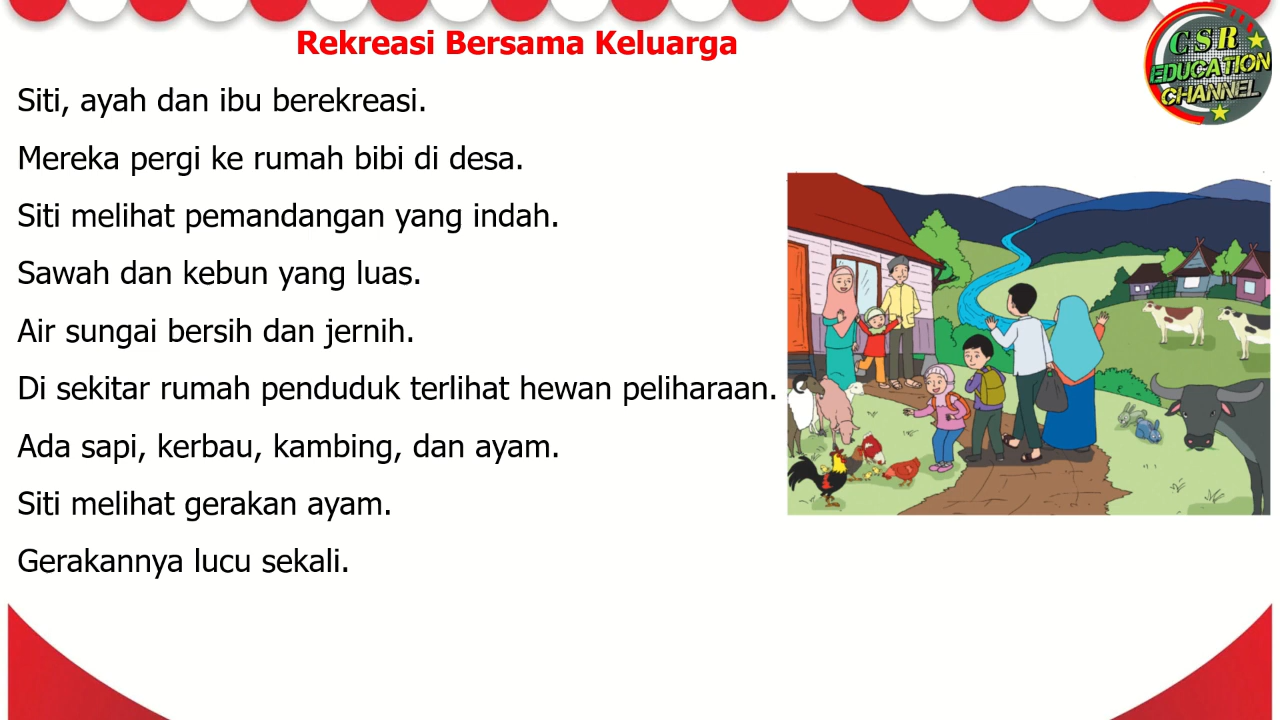 Rekreasi Bersama Keluarga
CSR
EDUCATION
CHANNEL
Siti, ayah dan ibu berekreasi.
Mereka pergi ke rumah bibi di desa.
Siti melihat pemandangan yang indah.
Sawah dan kebun yang luas.
Air sungai bersih dan jernih.
Di sekitar rumah penduduk terlihat hewan peliharaan.
Ada sapi, kerbau, kambing, dan ayam.
Siti melihat gerakan ayam.
Gerakannya lucu sekali.